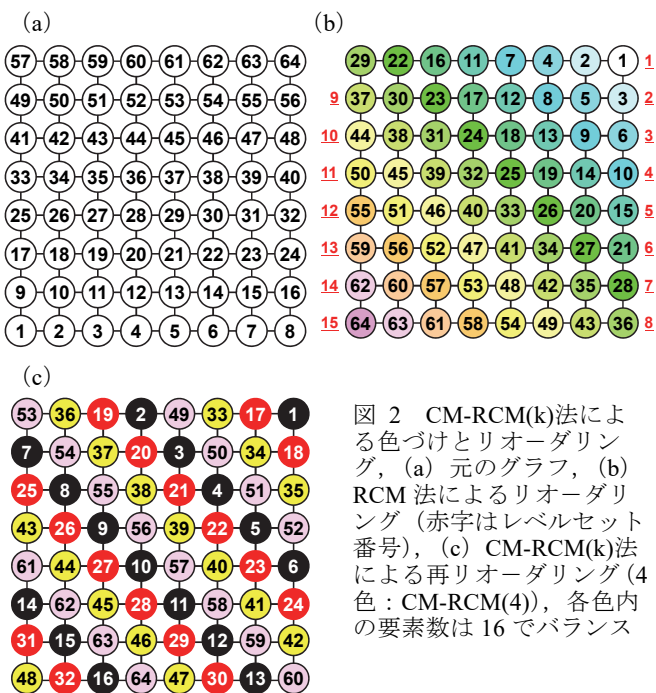 (a)
57 58 59 60 61 62 63 64
49 50 51 52 53 54 55 56
41 42 43 44 45 46 47 48
33 34 35 36 37 38 39 40
25 26 27 28 29 30 31 32
17 18 19 20 21 22 23 24
9 10 11 12 13 14 15 16
1 2 3 4 5 6 7 8
(b)
29 22 16 11 7 4 2 1 1
9 37 30 23 17 12 8 5 3 2
10 44 38 31 24 18 13 9 6 3
11 50 45 39 32 25 19 14 10 4
12 55 51 46 40 33 26 20 15 5
13 59 56 52 47 41 34 27 21 6
14 62 60 57 53 48 42 35 28 7
15 64 63 61 58 54 49 43 36 8
(c)
53 36 19 2 49 33 17 1
7 54 37 20 3 50 34 18
25 8 55 38 21 4 51 35
43 26 9 56 39 22 5 52
61 44 27 10 57 40 23 6
14 62 45 28 11 58 41 24
31 15 63 46 29 12 59 42
48 32 16 64 47 30 13 60
図 2 CM-RCM(k)法によ
る色づけとリオーダリン
グ，(a) 元のグラフ，(b)
RCM 法によるリオーダリ
ング（赤字はレベルセット
番号），(c) CM-RCM(k)法
による再リオーダリング（4
色：CM-RCM(4)），各色内
の要素数は 16 でバランス